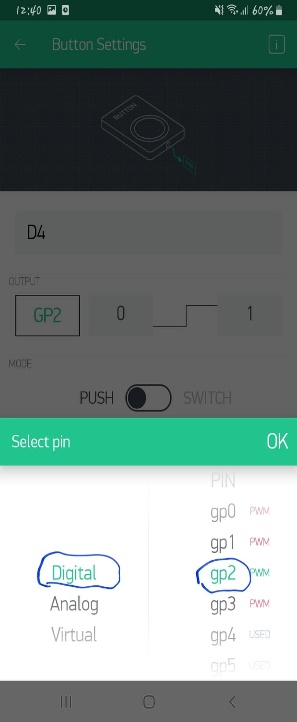 12:40 60%
Button Settings i
BUTTON
D4
OUTPUT
GP2 0 1
MODE
PUSH SWITCH
Select pin OK
PIN
gp0 PWM
gp1 PWM
Digital gp2 PWM
Analog gp3 PWM
Virtual gp4 USED
gp5 USED